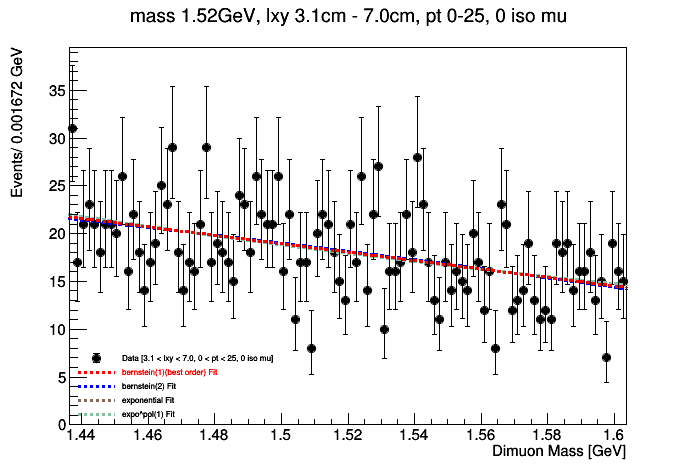 mass 1.52GeV, lxy 3.1cm - 7.0cm, pt 0-25, 0 iso mu
Events/ 0.001672 GeV
35
30
25
20
15
10
5
0
Data [3.1 < lxy < 7.0, 0 < pt < 25, 0 iso mu]
bernstein(1)(best order) Fit
bernstein(2) Fit
exponential Fit
expo*pol(1) Fit
1.44 1.46 1.48 1.5 1.52 1.54 1.56 1.58 1.6
Dimuon Mass [GeV]